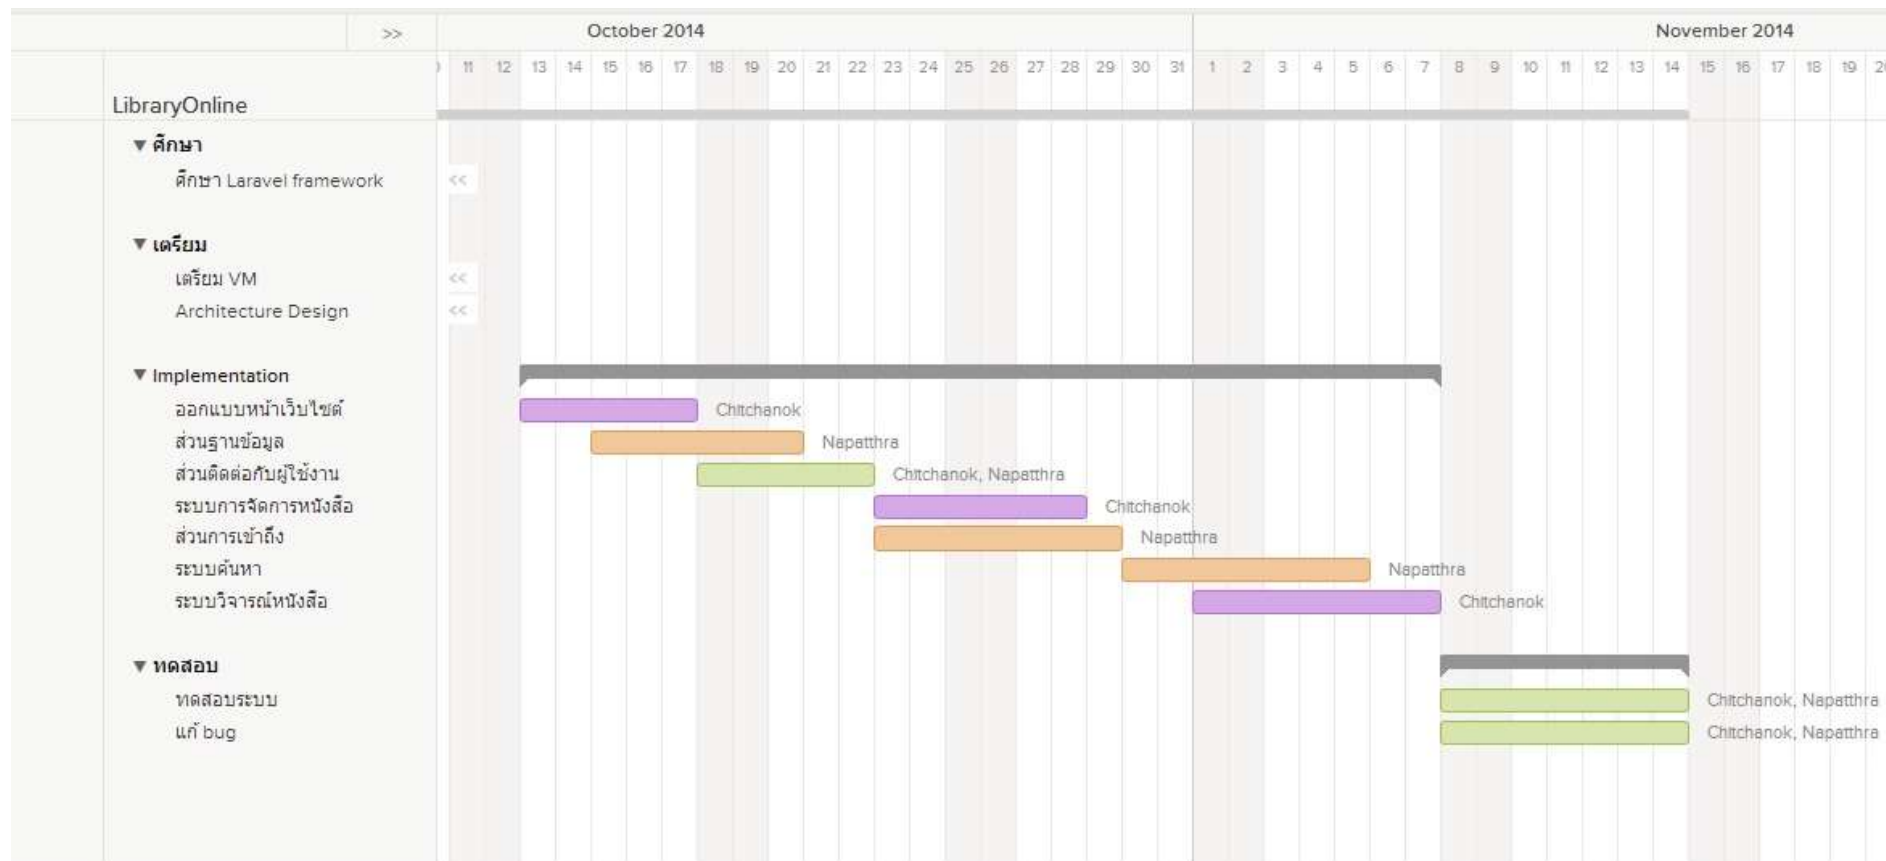 >> October 2014 November 2014
11 12 13 14 15 16 17 18 19 20 21 22 23 24 25 26 27 28 29 30 31 1 2 3 4 5 6 7 8 9 10 11 12 13 14 15 16 17 18 19
LibraryOnline
▼ ศึกษา
ศึกษา Laravel framework <<
▼ เตรียม
เตรียม VM <<
Architecture Design <<
▼ Implementation
ออกแบบหน้าเว็บไซต์ Chitchanok
ส่วนฐานข้อมูล Napatthra
ส่วนติดต่อกับผู้ใช้งาน Chitchanok, Napatthra
ระบบการจัดการหนังสือ Chitchanok
ส่วนการเข้าถึง Napatthra
ระบบค้นหา Napatthra
ระบบวิจารณ์หนังสือ Chitchanok
▼ ทดสอบ
ทดสอบระบบ Chitchanok, Napatthra
แก้ bug Chitchanok, Napatthra